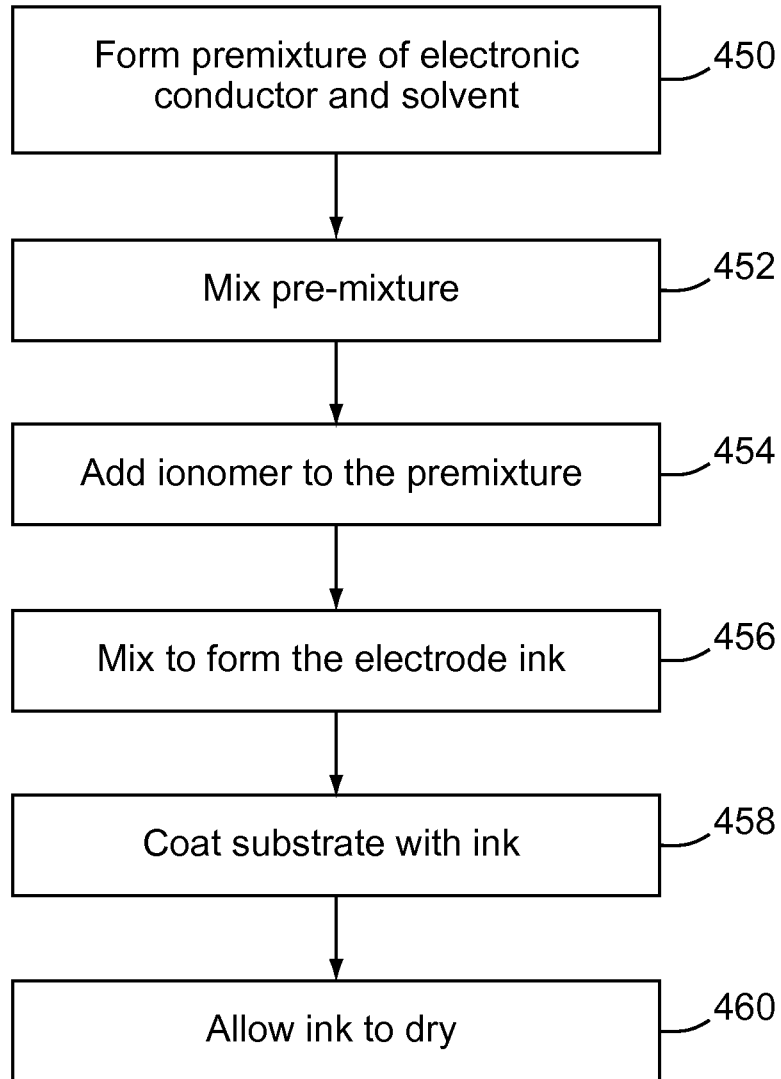 Form premixture of electronic
conductor and solvent
450
Mix pre-mixture
452
Add ionomer to the premixture
454
Mix to form the electrode ink
456
Coat substrate with ink
458
Allow ink to dry
460